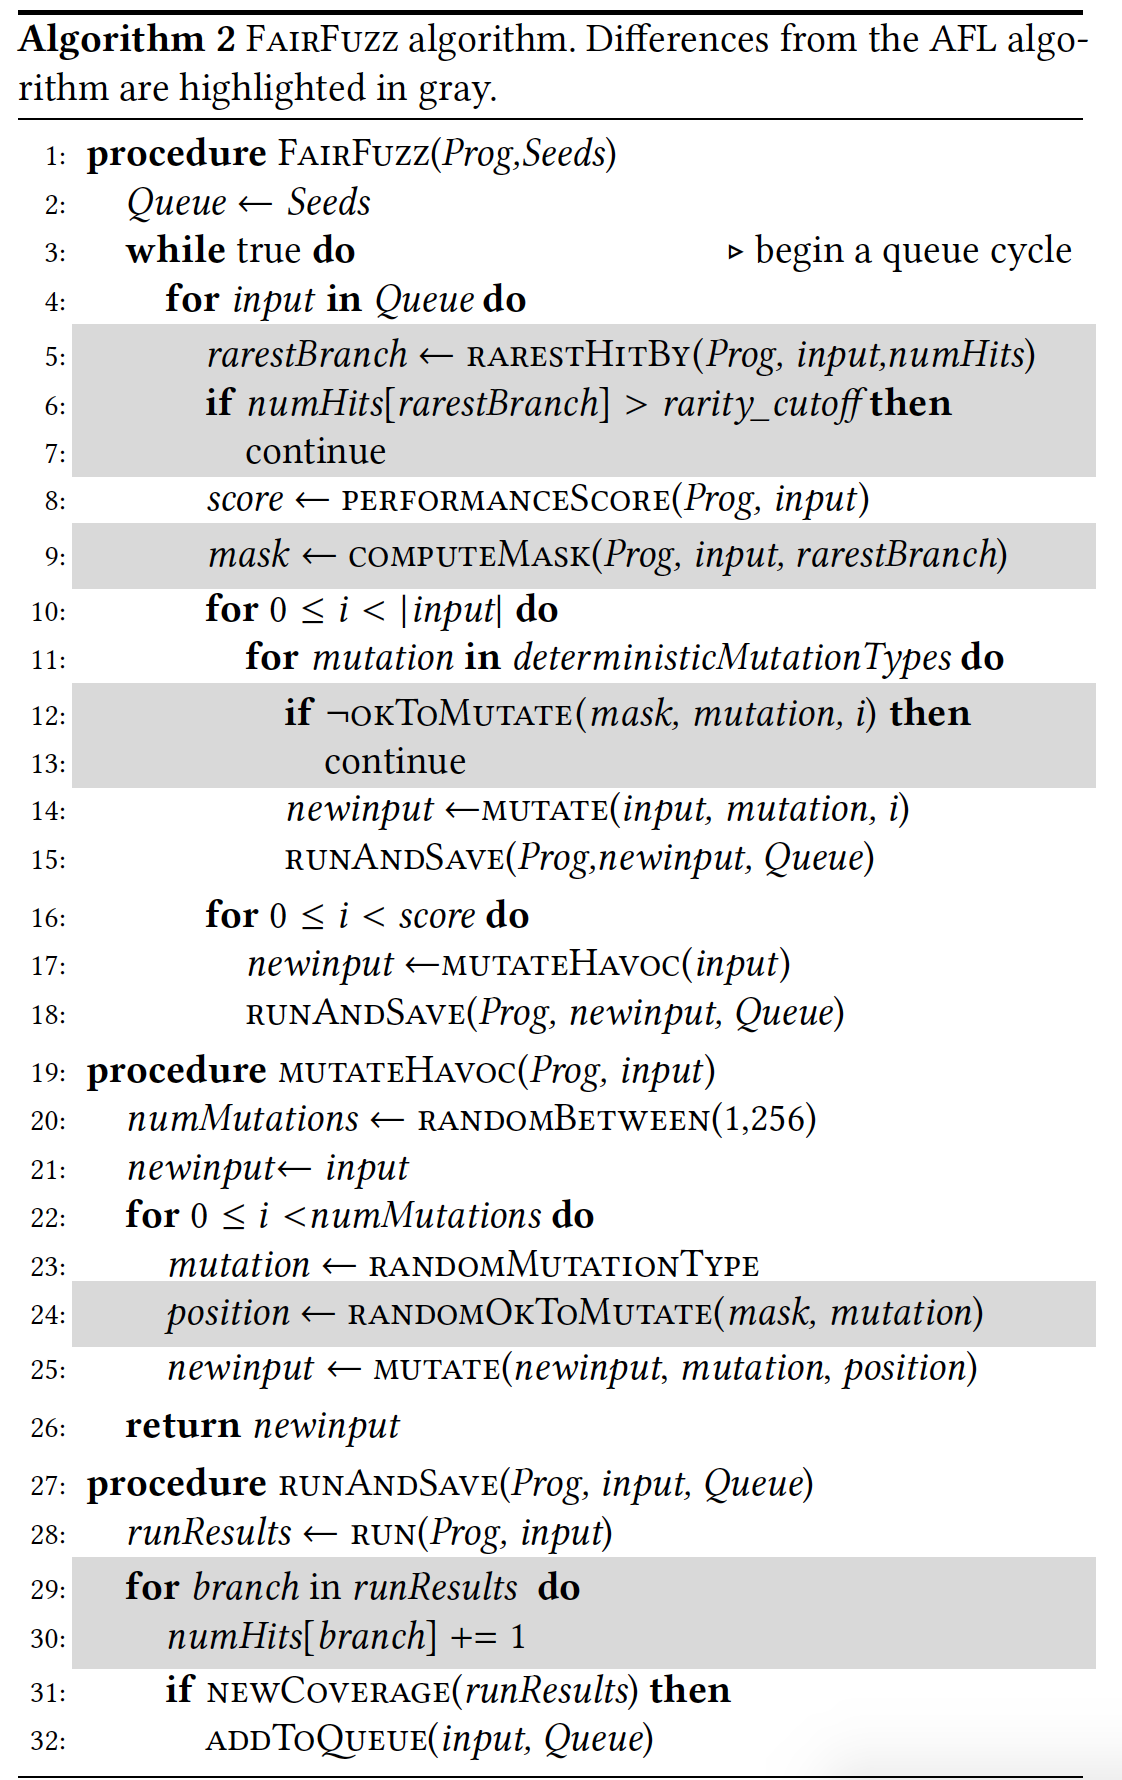 Algorithm 2 FairFuzz algorithm. Differences from the AFL algo-
rithm are highlighted in gray.
1: procedure FairFuzz(Prog,Seeds)
2: Queue ← Seeds
3: while true do ▹ begin a queue cycle
4: for input in Queue do
5: rarestBranch ← rarestHitBy(Prog, input,numHits)
6: if numHits[rarestBranch] > rarity_cutoff then
7: continue
8: score ← performanceScore(Prog, input)
9: mask ← computeMask(Prog, input, rarestBranch)
10: for 0 ≤ i < |input| do
11: for mutation in deterministicMutationTypes do
12: if ¬okToMutate(mask, mutation, i) then
13: continue
14: newinput ←mutate(input, mutation, i)
15: runAndSave(Prog,newinput, Queue)
16: for 0 ≤ i < score do
17: newinput ←mutateHavoc(input)
18: runAndSave(Prog, newinput, Queue)
19: procedure mutateHavoc(Prog, input)
20: numMutations ← randomBetween(1,256)
21: newinput← input
22: for 0 ≤ i <numMutations do
23: mutation ← randomMutationType
24: position ← randomOkToMutate(mask, mutation)
25: newinput ← mutate(newinput, mutation, position)
26: return newinput
27: procedure runAndSave(Prog, input, Queue)
28: runResults ← run(Prog, input)
29: for branch in runResults do
30: numHits[branch] += 1
31: if newCoverage(runResults) then
32: addToQueue(input, Queue)